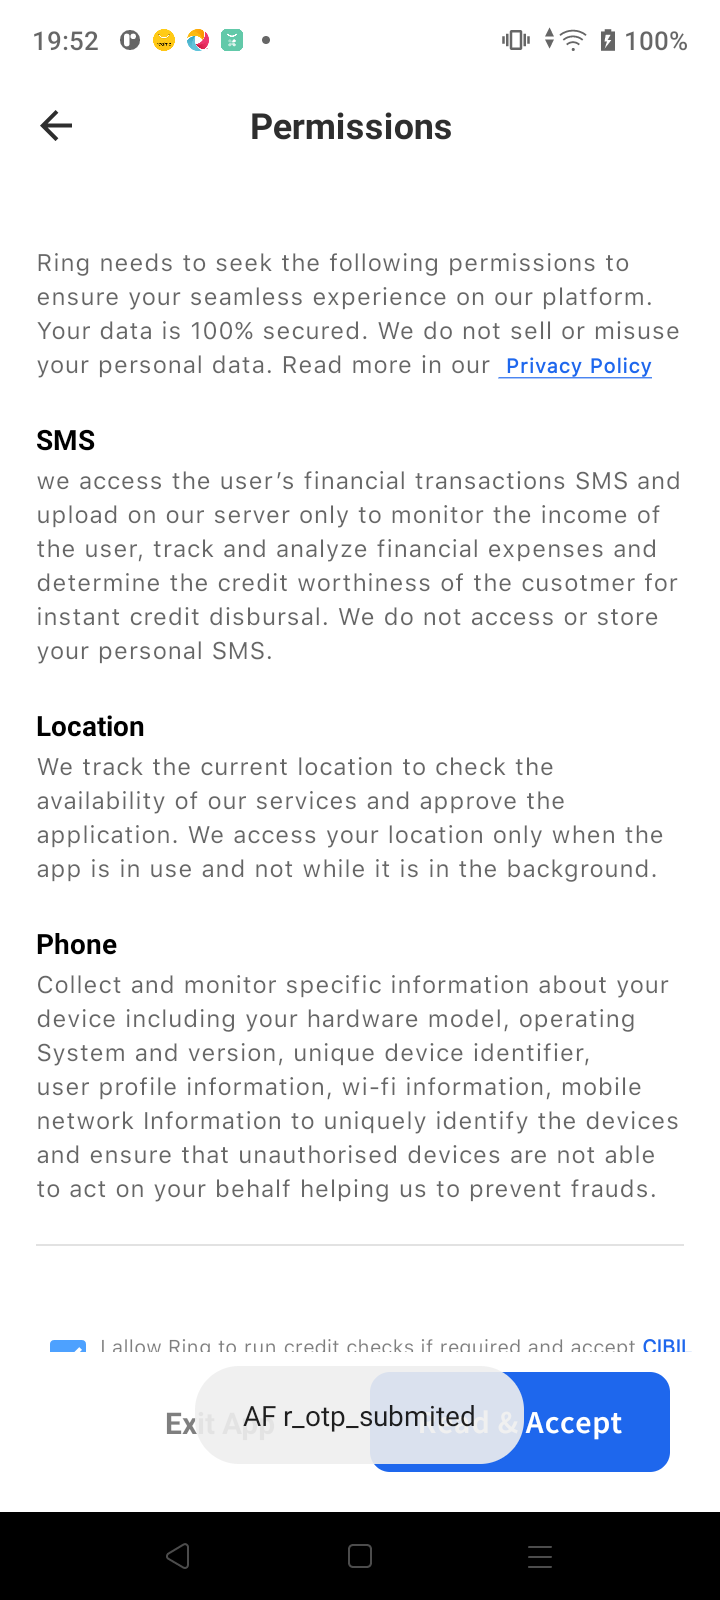 19:52
100%
Permissions
Ring needs to seek the following permissions to
ensure your seamless experience on our platform.
Your data is 100% secured. We do not sell or misuse
your personal data. Read more in our Privacy Policy
SMS
we access the user’s financial transactions SMS and
upload on our server only to monitor the income of
the user, track and analyze financial expenses and
determine the credit worthiness of the cusotmer for
instant credit disbursal. We do not access or store
your personal SMS.
Location
We track the current location to check the
availability of our services and approve the
application. We access your location only when the
app is in use and not while it is in the background.
Phone
Collect and monitor specific information about your
device including your hardware model, operating
System and version, unique device identifier,
user profile information, wi-fi information, mobile
network Information to uniquely identify the devices
and ensure that unauthorised devices are not able
to act on your behalf helping us to prevent frauds.
I allow Ring to run credit checks if required and accept CIBIL
Exit App
Read & Accept
AF r_otp_submited